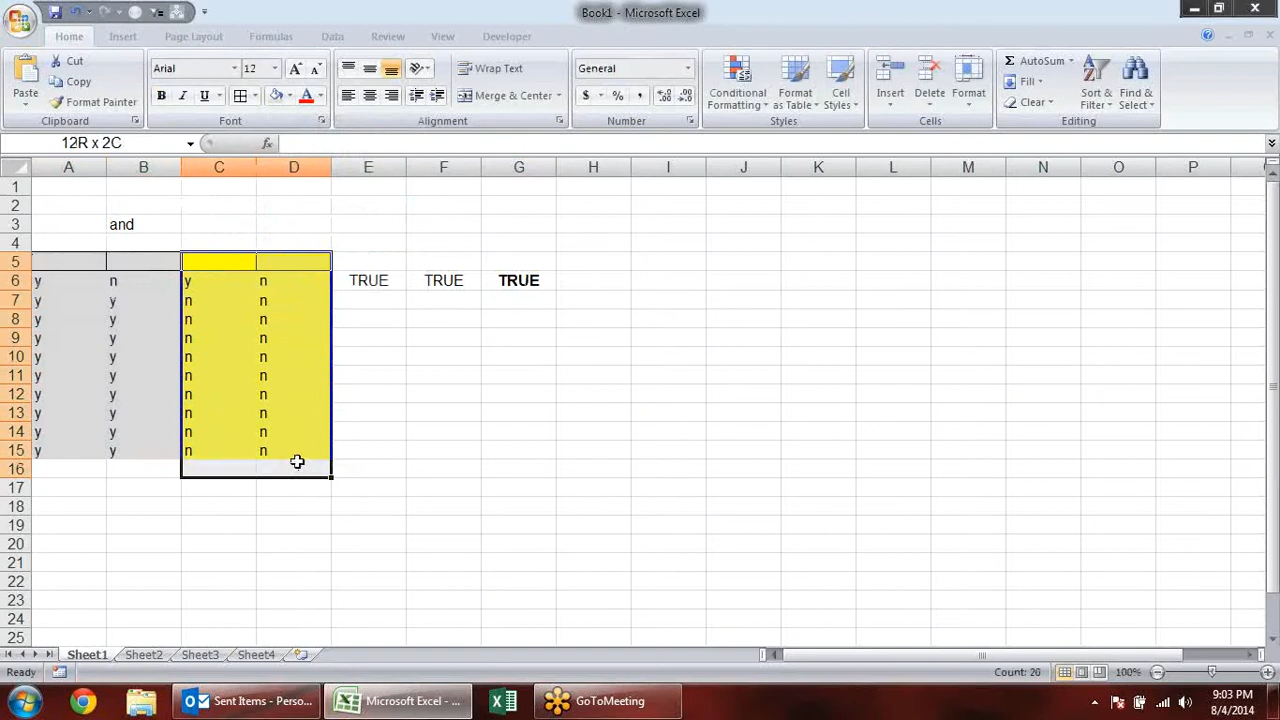 Book1 - Microsoft Excel
Home Insert Page Layout Formulas Data Review View Developer
Paste
Cut
Copy
Format Painter
Clipboard
Arial 12
B I U
Font
Wrap Text
Merge & Center
Alignment
General
$ % ,
Number
Conditional Formatting
Format as Table
Cell Styles
Styles
Insert Delete Format
Cells
Σ AutoSum
Fill
Clear
Sort & Filter
Find & Select
Editing
12R x 2C fx
A B C D E F G H I J K L M N O P
1
2
3 and
4
5
6 y n y n TRUE TRUE TRUE
7 y y n n
8 y y n n
9 y y n n
10 y y n n
11 y y n n
12 y y n n
13 y y n n
14 y y n n
15 y y n n
16
17
18
19
20
21
22
23
24
25
Sheet1 Sheet2 Sheet3 Sheet4
Ready Count: 20 100%
Sent Items - Perso... Microsoft Excel - ... GoToMeeting
9:03 PM
8/4/2014